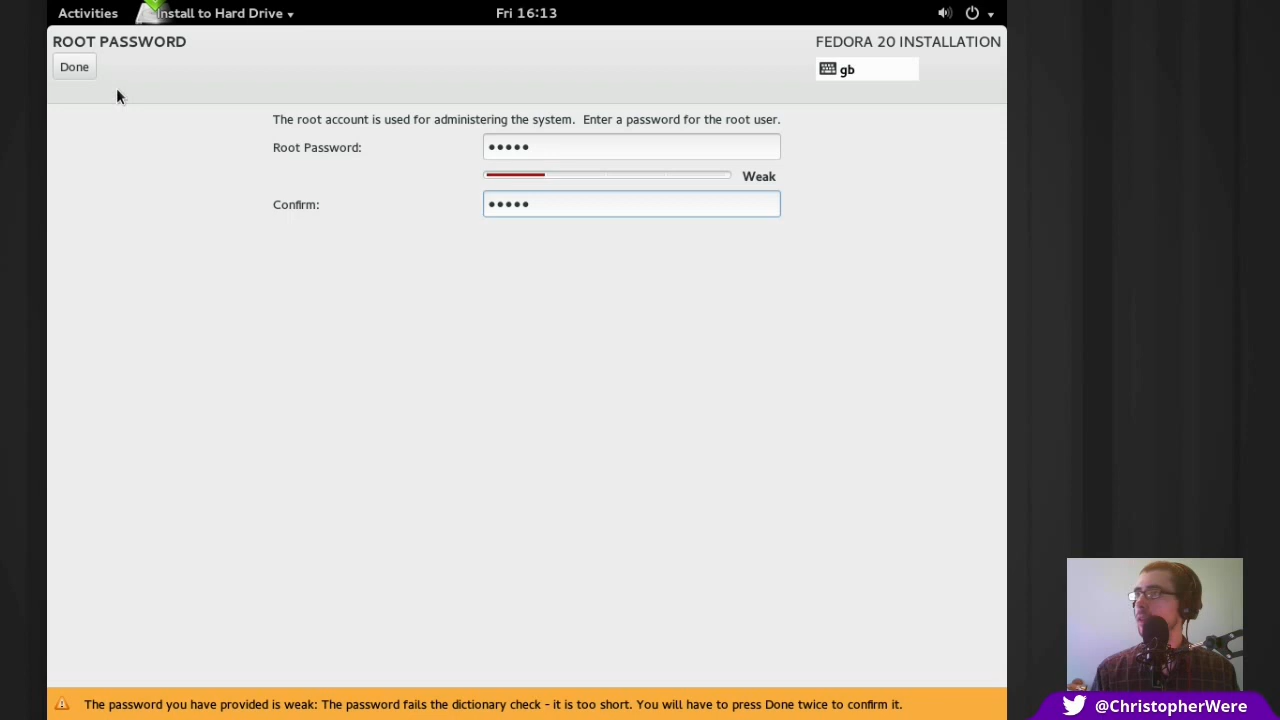 Activities Install to Hard Drive Fri 16:13
ROOT PASSWORD FEDORA 20 INSTALLATION
Done gb
The root account is used for administering the system. Enter a password for the root user.
Root Password: •••••
Weak
Confirm: •••••
The password you have provided is weak: The password fails the dictionary check - it is too short. You will have to press Done twice to confirm it.
@ChristopherWere